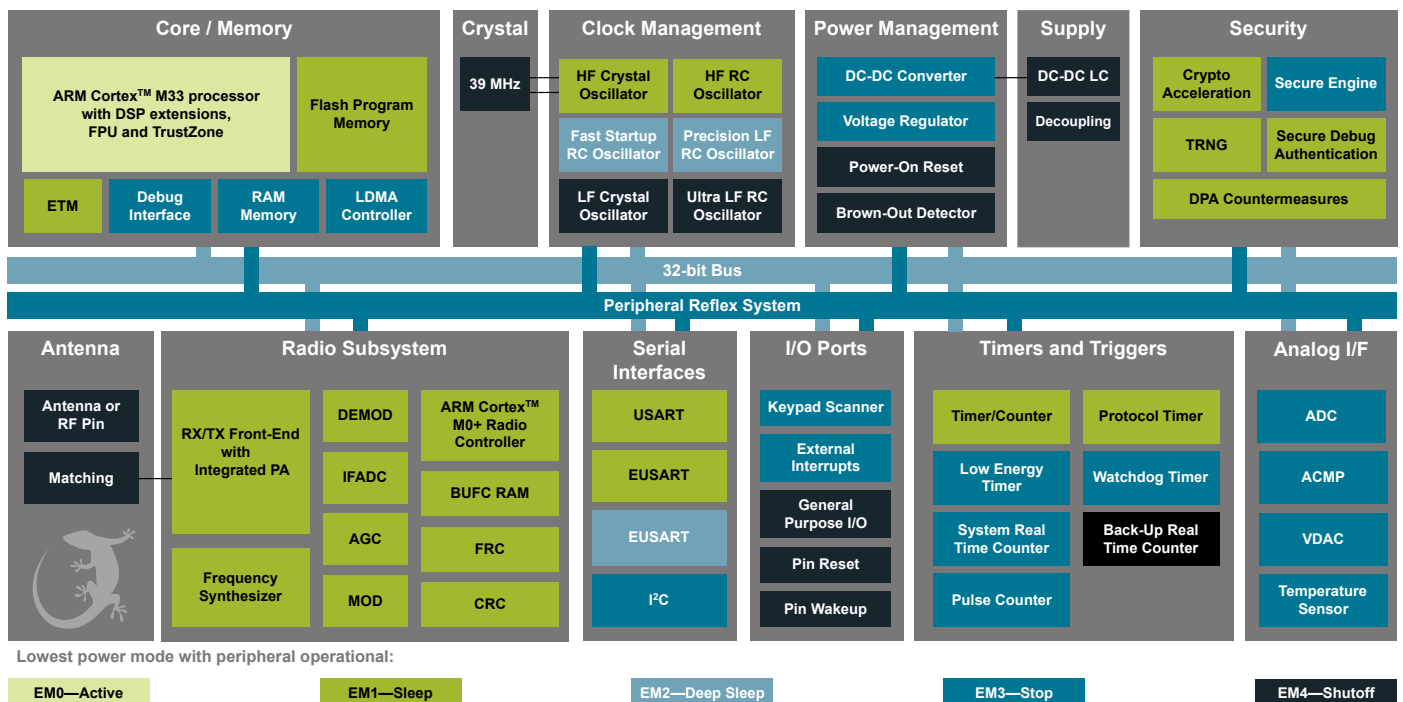 Core / Memory
ARM Cortex™ M33 processor
with DSP extensions,
FPU and TrustZone
Flash Program
Memory
ETM
Debug
Interface
RAM
Memory
LDMA
Controller
Crystal
39 MHz
Clock Management
HF Crystal
Oscillator
HF RC
Oscillator
Fast Startup
RC Oscillator
Precision LF
RC Oscillator
LF Crystal
Oscillator
Ultra LF RC
Oscillator
Power Management
DC-DC Converter
Voltage Regulator
Power-On Reset
Brown-Out Detector
Supply
DC-DC LC
Decoupling
Security
Crypto
Acceleration
Secure Engine
TRNG
Secure Debug
Authentication
DPA Countermeasures
32-bit Bus
Peripheral Reflex System
Antenna
Antenna or
RF Pin
Matching
Radio Subsystem
RX/TX Front-End
with
Integrated PA
Frequency
Synthesizer
DEMOD
IFADC
AGC
MOD
ARM Cortex™
M0+ Radio
Controller
BUFC RAM
FRC
CRC
Serial
Interfaces
USART
EUSART
EUSART
I²C
I/O Ports
Keypad Scanner
External
Interrupts
General
Purpose I/O
Pin Reset
Pin Wakeup
Timers and Triggers
Timer/Counter
Protocol Timer
Low Energy
Timer
Watchdog Timer
System Real
Time Counter
Back-Up Real
Time Counter
Pulse Counter
Analog I/F
ADC
ACMP
VDAC
Temperature
Sensor
Lowest power mode with peripheral operational:
EM0—Active
EM1—Sleep
EM2—Deep Sleep
EM3—Stop
EM4—Shutoff